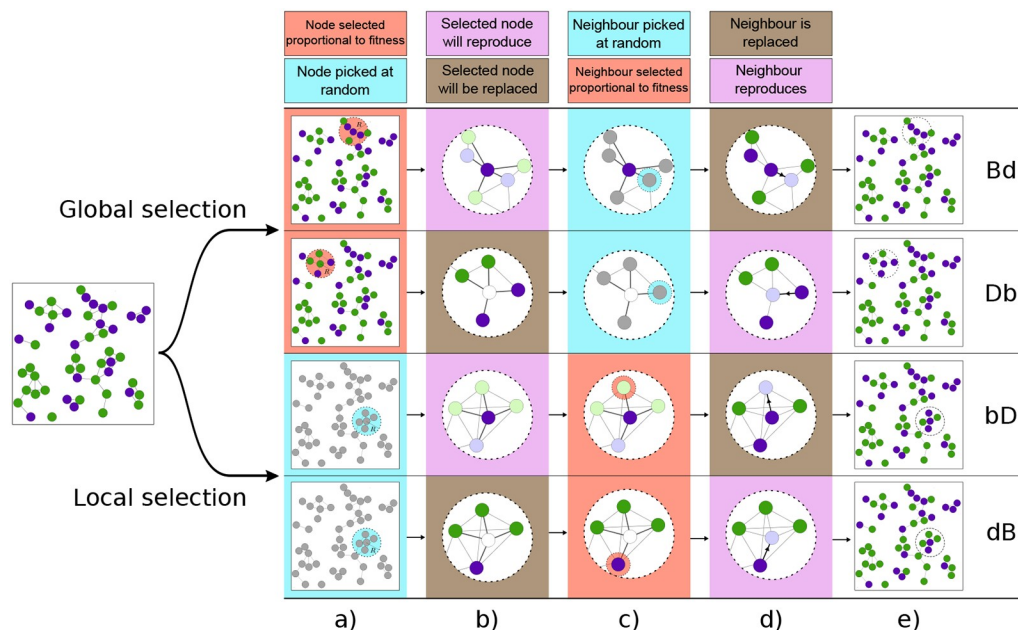 Node selected
proportional to fitness
Selected node
will reproduce
Neighbour picked
at random
Neighbour is
replaced
Node picked at
random
Selected node
will be replaced
Neighbour selected
proportional to fitness
Neighbour
reproduces
R
Bd
Global selection
R
Db
R
bD
Local selection
R
dB
a)
b)
c)
d)
e)